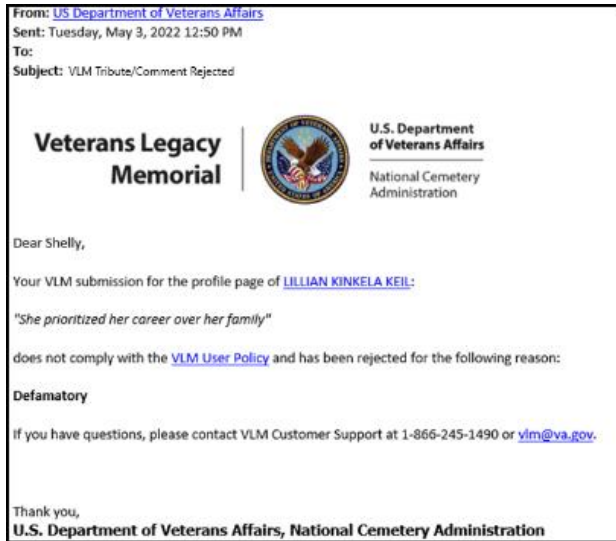 From: US Department of Veterans Affairs
Sent: Tuesday, May 3, 2022 12:50 PM
To:
Subject: VLM Tribute/Comment Rejected
Veterans Legacy
Memorial
U.S. Department
of Veterans Affairs
National Cemetery
Administration
Dear Shelly,
Your VLM submission for the profile page of LILLIAN KINKELA KEIL:
"She prioritized her career over her family"
does not comply with the VLM User Policy and has been rejected for the following reason:
Defamatory
If you have questions, please contact VLM Customer Support at 1-866-245-1490 or vlm@va.gov.
Thank you,
U.S. Department of Veterans Affairs, National Cemetery Administration